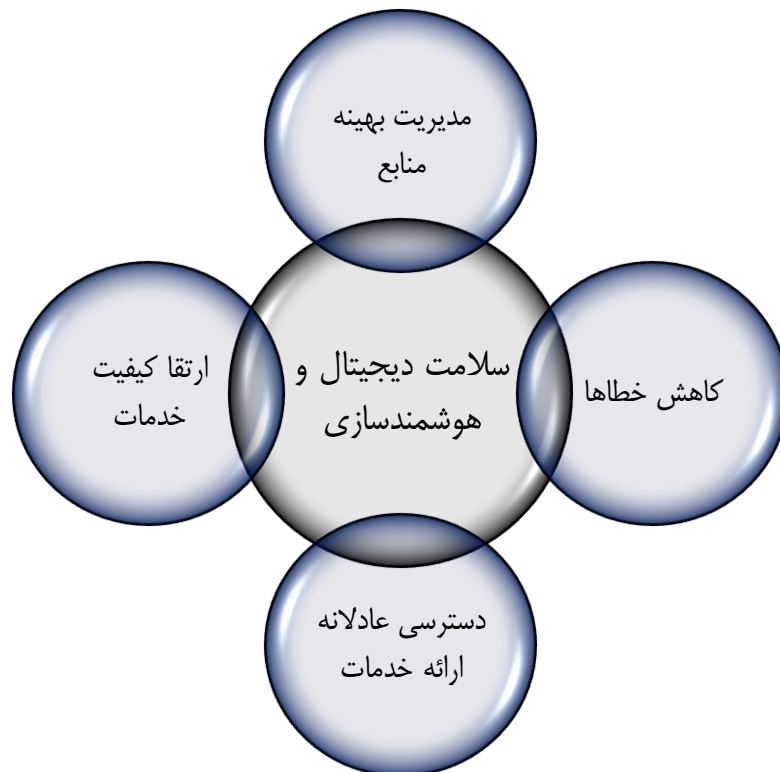 مدیریت بهینه
منابع
سلامت دیجیتال و
هوشمندسازی
کاهش خطاها
ارتقا کیفیت
خدمات
دسترسی عادلانه
ارائه خدمات